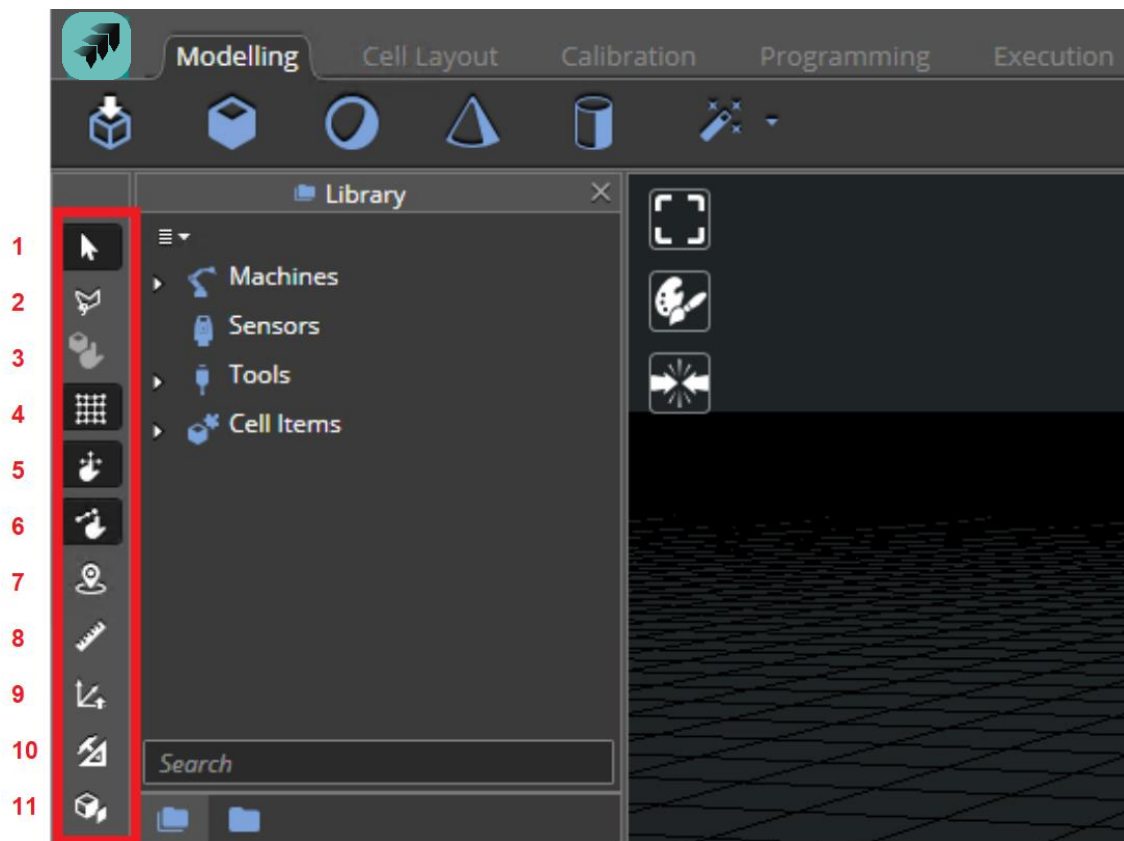 Modelling Cell Layout Calibration Programming Execution
Library
1
2
3
4
5
6
7
8
9
10
11
Machines
Sensors
Tools
Cell Items
Search